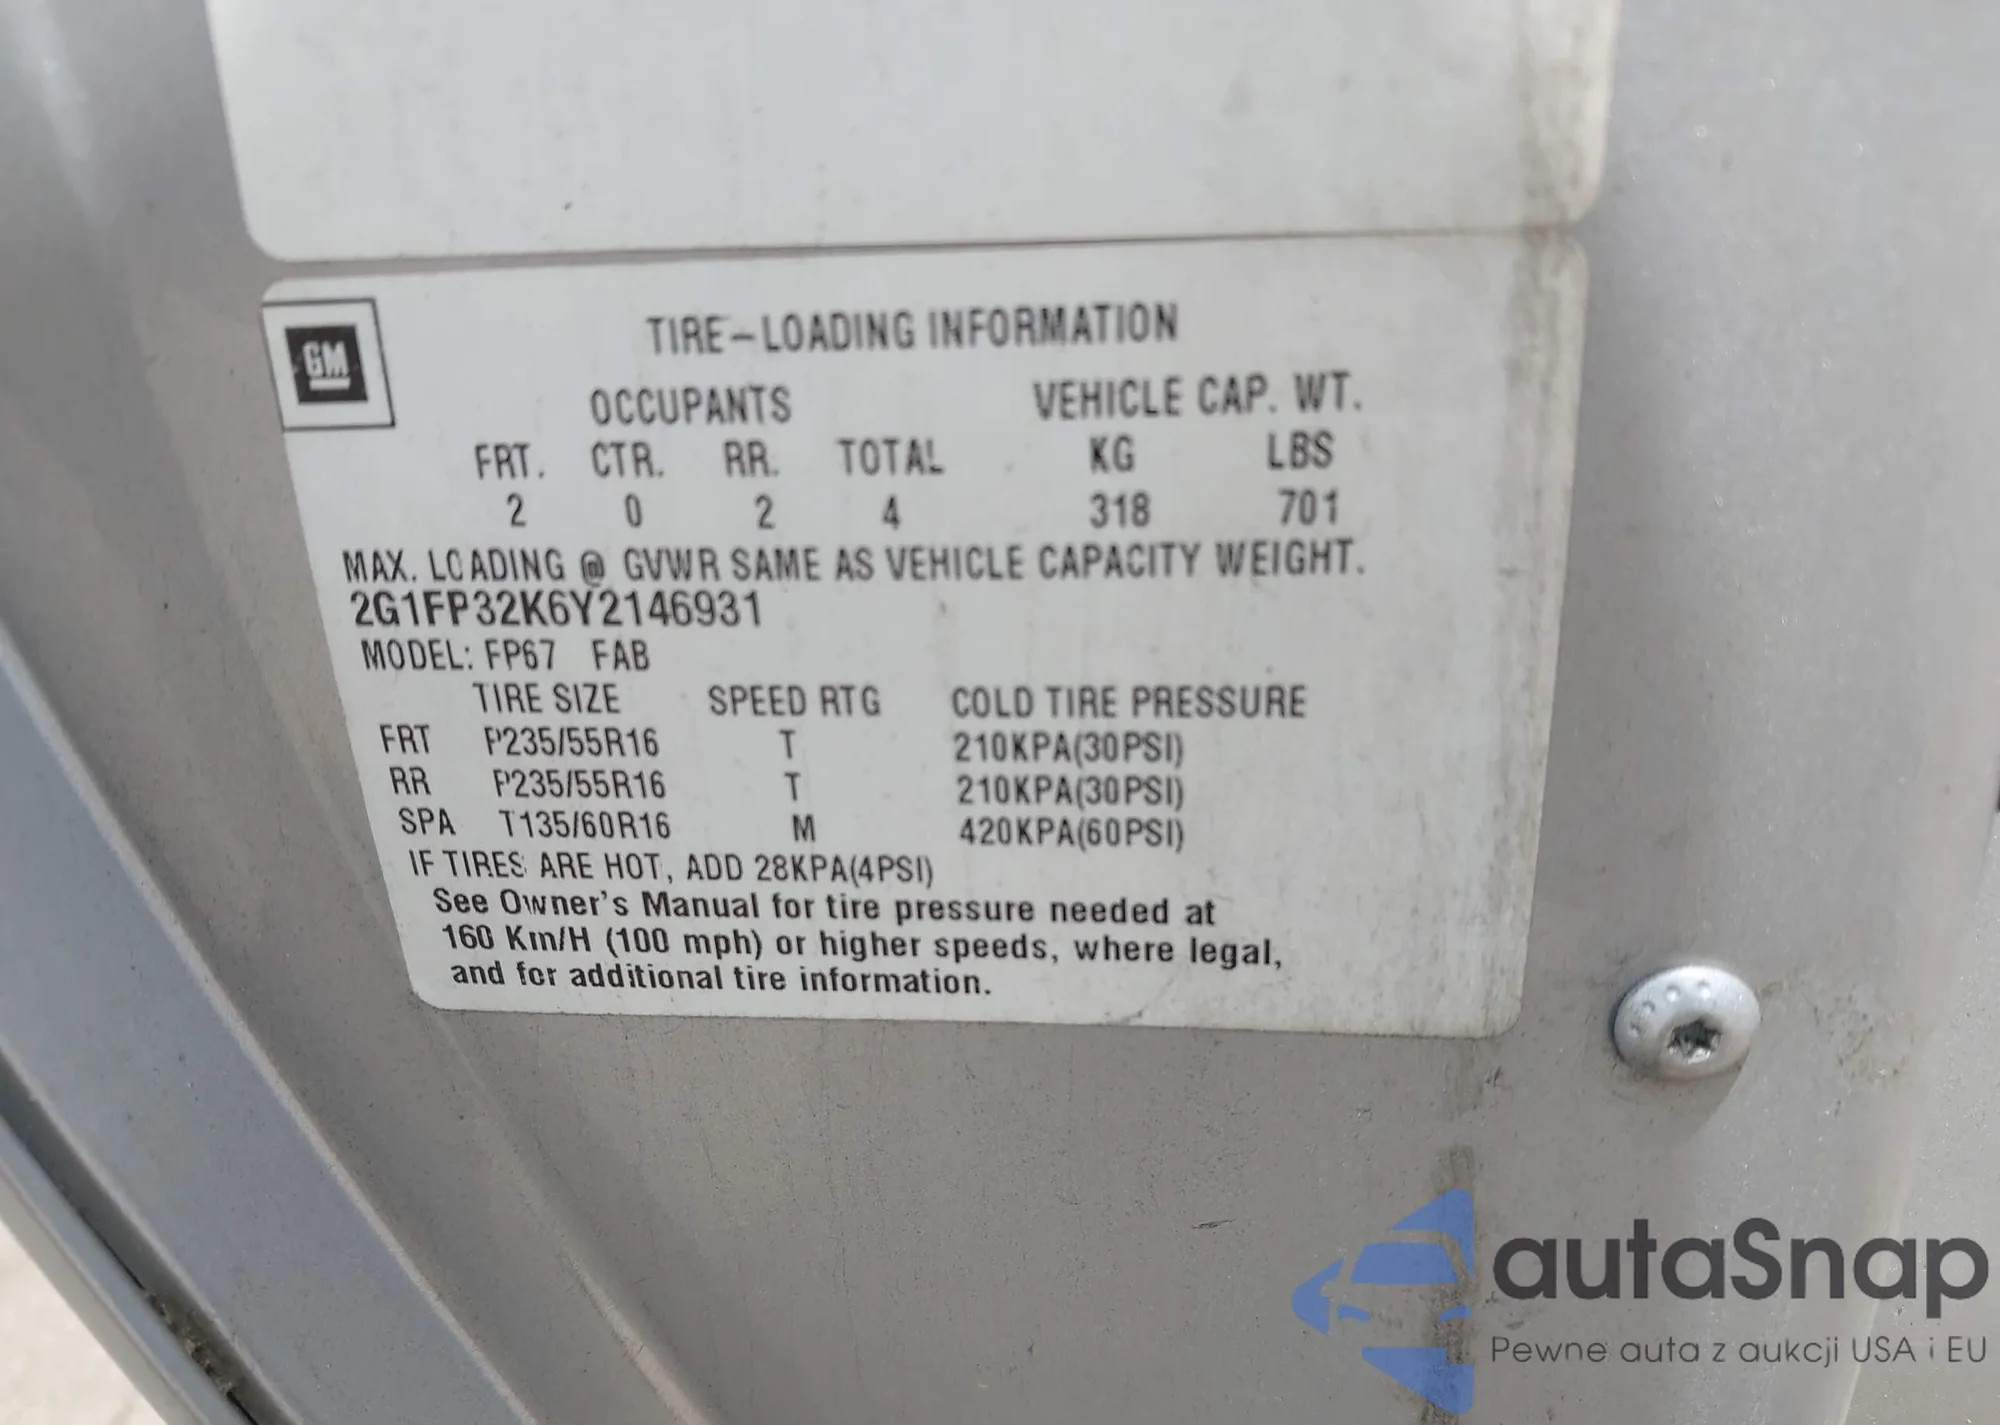 GM
TIRE-LOADING INFORMATION
OCCUPANTS VEHICLE CAP. WT.
FRT. CTR. RR. TOTAL KG LBS
2 0 2 4 318 701
MAX. LOADING @ GVWR SAME AS VEHICLE CAPACITY WEIGHT.
2G1FP32K6Y2146931
MODEL: FP67 FAB
TIRE SIZE SPEED RTG COLD TIRE PRESSURE
FRT P235/55R16 T 210KPA(30PSI)
RR P235/55R16 T 210KPA(30PSI)
SPA T135/60R16 M 420KPA(60PSI)
IF TIRES ARE HOT, ADD 28KPA(4PSI)
See Owner's Manual for tire pressure needed at
160 Km/H (100 mph) or higher speeds, where legal,
and for additional tire information.
autaSnap
Pewne auta z aukcji USA i EU